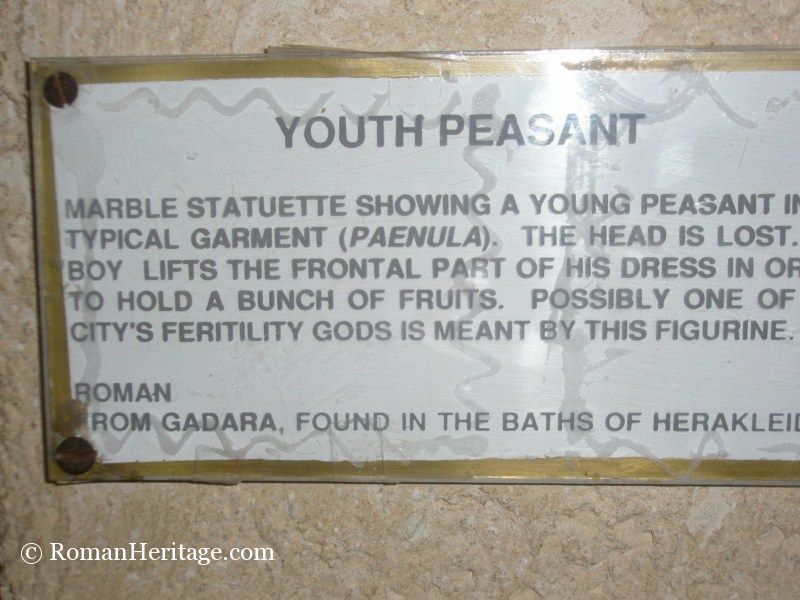 YOUTH PEASANT
MARBLE STATUETTE SHOWING A YOUNG PEASANT IN
TYPICAL GARMENT (PAENULA). THE HEAD IS LOST.
BOY LIFTS THE FRONTAL PART OF HIS DRESS IN OR
TO HOLD A BUNCH OF FRUITS. POSSIBLY ONE OF
CITY'S FERITILITY GODS IS MEANT BY THIS FIGURINE.
ROMAN
FROM GADARA, FOUND IN THE BATHS OF HERAKLEID
© RomanHeritage.com